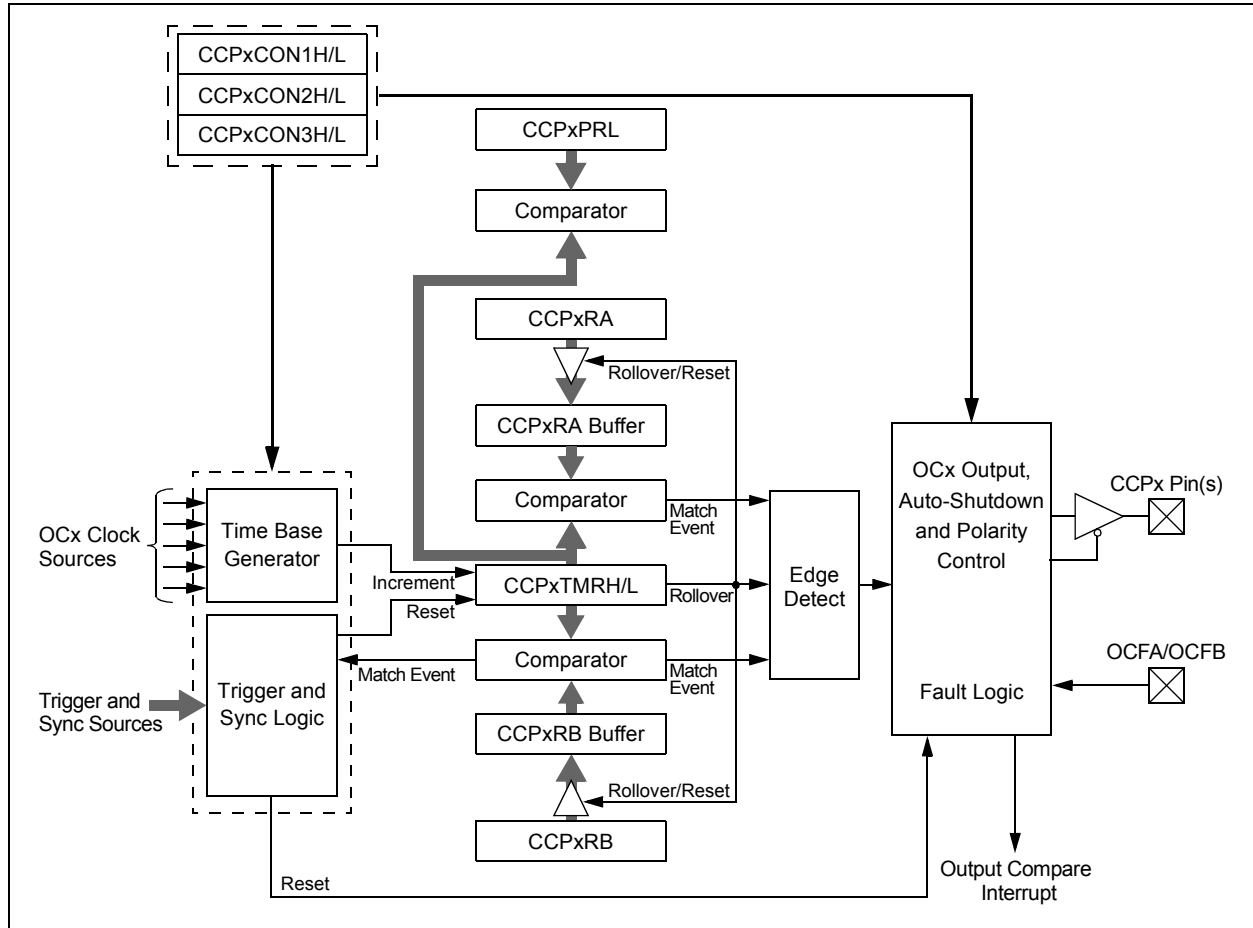 CCPxCON1H/L
CCPxCON2H/L
CCPxCON3H/L
CCPxPRL
Comparator
CCPxRA
Rollover/Reset
CCPxRA Buffer
Comparator
Match
Event
OCx Clock
Sources
Time Base
Generator
Increment
Reset
CCPxTMRH/L
Rollover
Edge
Detect
OCx Output,
Auto-Shutdown
and Polarity
Control
CCPx Pin(s)
Trigger and
Sync Sources
Trigger and
Sync Logic
Match Event
Comparator
Match
Event
Fault Logic
OCFA/OCFB
CCPxRB Buffer
Rollover/Reset
CCPxRB
Reset
Output Compare
Interrupt